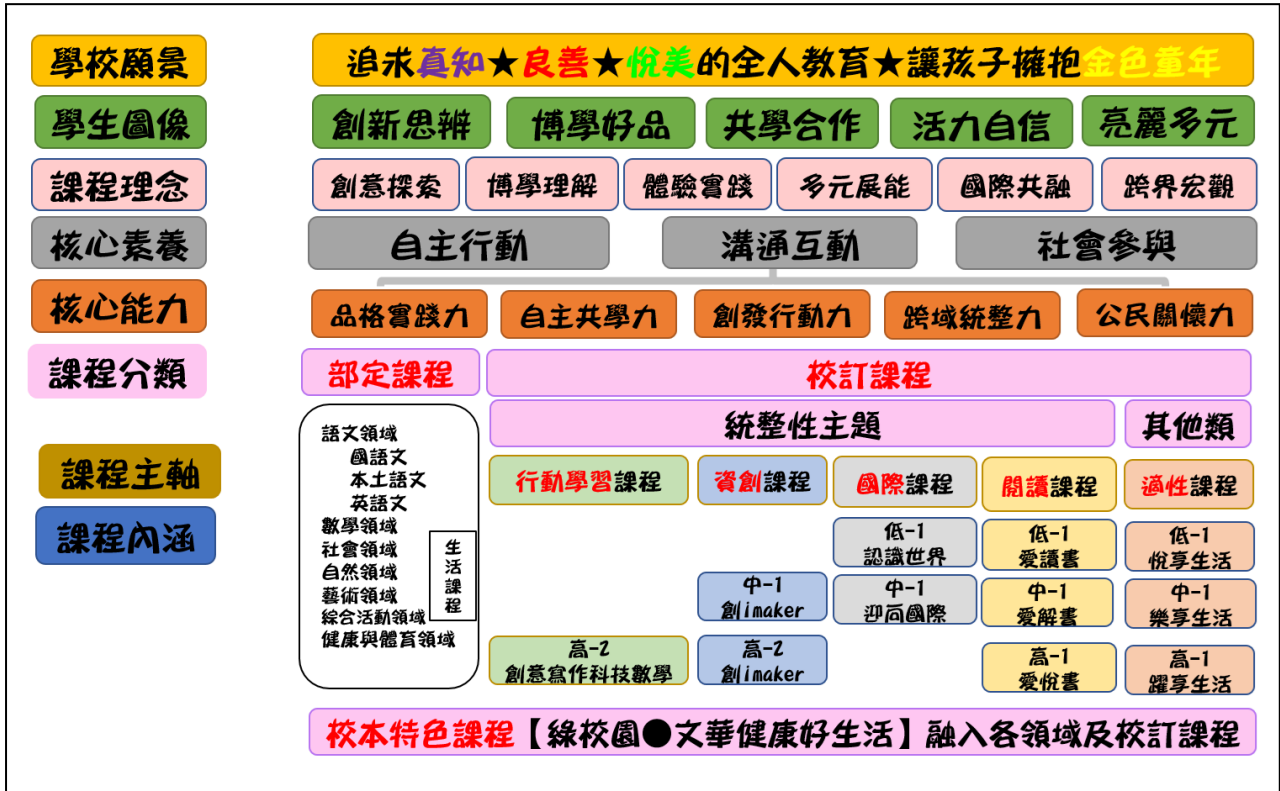 學校願景
追求真知★良善★悅美的全人教育★讓孩子擁抱金色童年
學生圖像
創新思辨
博學好品
共學合作
活力自信
亮麗多元
課程理念
創意探索
博學理解
體驗實踐
多元展能
國際共融
跨界宏觀
核心素養
自主行動
溝通互動
社會參與
核心能力
品格實踐力
自主共學力
創發行動力
跨域統整力
公民關懷力
課程分類
部定課程
校訂課程
統整性主題
其他類
課程主軸
課程內涵
語文領域
國語文
本土語文
英語文
數學領域
社會領域
自然領域
藝術領域
綜合活動領域
健康與體育領域
生活課程
行動學習課程
資創課程
國際課程
閱讀課程
適性課程
低-1
認識世界
低-1
愛讀書
低-1
悅享生活
中-1
創imaker
中-1
迎向國際
中-1
愛解書
中-1
樂享生活
高-2
創意寫作科技數學
高-2
創imaker
高-1
愛悅書
高-1
躍享生活
校本特色課程【綠校園●文華健康好生活】融入各領域及校訂課程